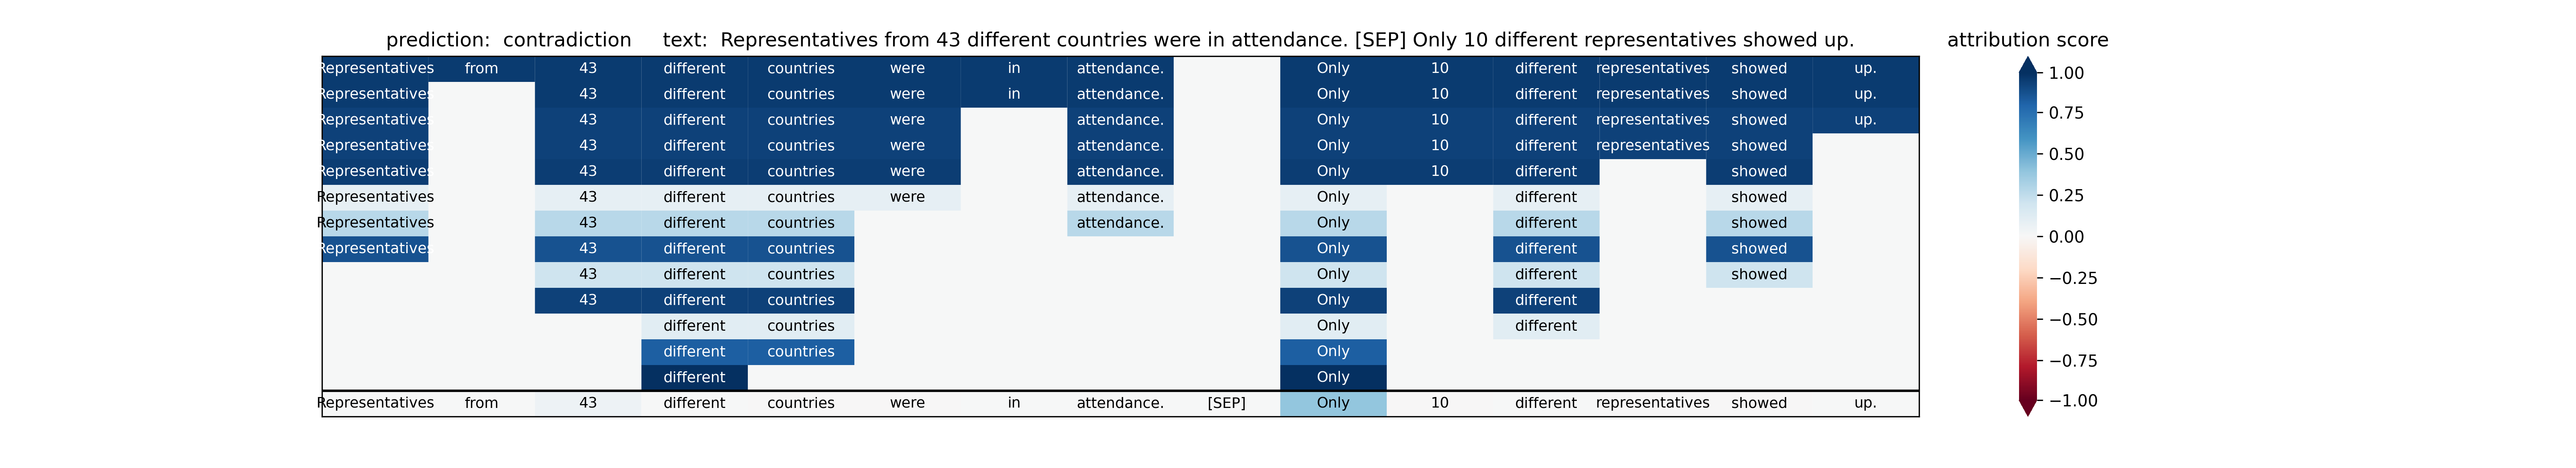 prediction:  contradiction     text:  Representatives from 43 different countries were in attendance. [SEP] Only 10 different representatives showed up.
attribution score
Representatives from 43 different countries were in attendance. Only 10 different representatives showed up.
Representatives 43 different countries were in attendance. Only 10 different representatives showed up.
Representatives 43 different countries were attendance. Only 10 different representatives showed up.
Representatives 43 different countries were attendance. Only 10 different representatives showed
Representatives 43 different countries were attendance. Only 10 different showed
Representatives 43 different countries were attendance. Only different showed
Representatives 43 different countries attendance. Only different showed
Representatives 43 different countries Only different showed
43 different countries Only different showed
43 different countries Only different
different countries Only different
different countries Only
different Only
Representatives from 43 different countries were in attendance. [SEP] Only 10 different representatives showed up.
1.00
0.75
0.50
0.25
0.00
−0.25
−0.50
−0.75
−1.00